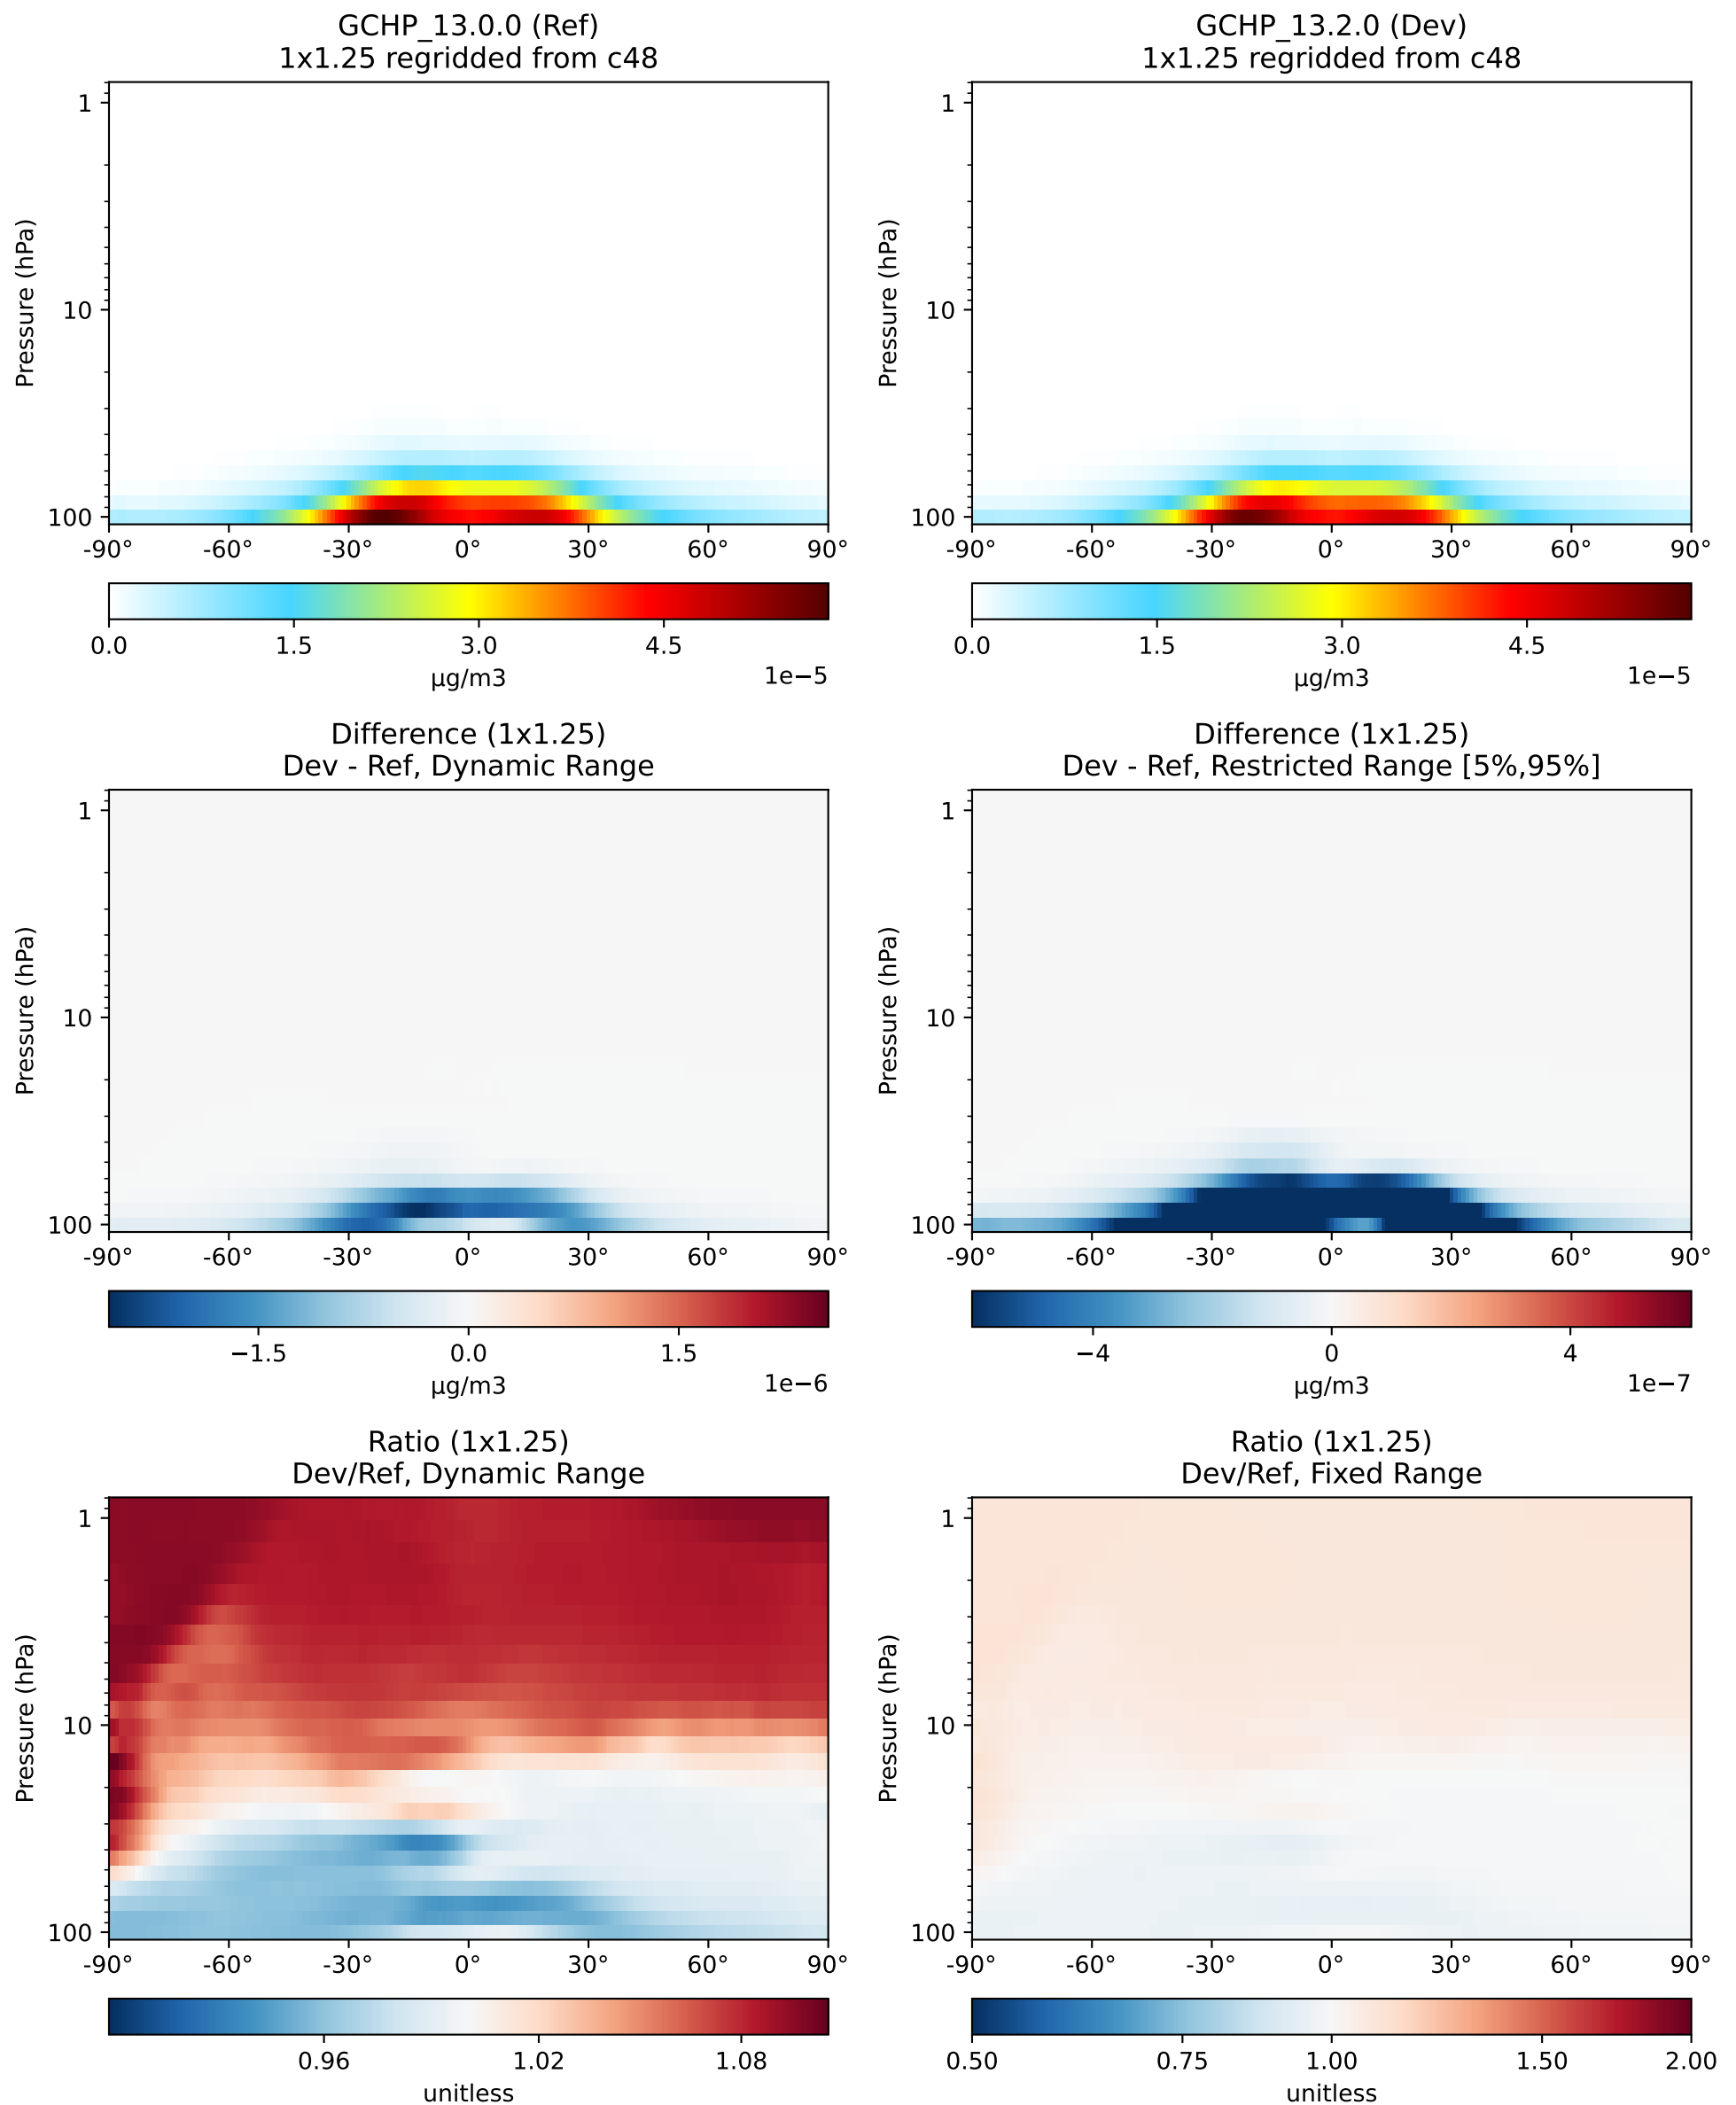 GCHP_13.0.0 (Ref)
1x1.25 regridded from c48
Pressure (hPa)
1
10
100
-90° -60° -30° 0° 30° 60° 90°
0.0 1.5 3.0 4.5
1e−5
µg/m3
GCHP_13.2.0 (Dev)
1x1.25 regridded from c48
Pressure (hPa)
1
10
100
-90° -60° -30° 0° 30° 60° 90°
0.0 1.5 3.0 4.5
1e−5
µg/m3
Difference (1x1.25)
Dev - Ref, Dynamic Range
Pressure (hPa)
1
10
100
-90° -60° -30° 0° 30° 60° 90°
−1.5 0.0 1.5
1e−6
µg/m3
Difference (1x1.25)
Dev - Ref, Restricted Range [5%,95%]
Pressure (hPa)
1
10
100
-90° -60° -30° 0° 30° 60° 90°
−4 0 4
1e−7
µg/m3
Ratio (1x1.25)
Dev/Ref, Dynamic Range
Pressure (hPa)
1
10
100
-90° -60° -30° 0° 30° 60° 90°
0.96 1.02 1.08
unitless
Ratio (1x1.25)
Dev/Ref, Fixed Range
Pressure (hPa)
1
10
100
-90° -60° -30° 0° 30° 60° 90°
0.50 0.75 1.00 1.50 2.00
unitless